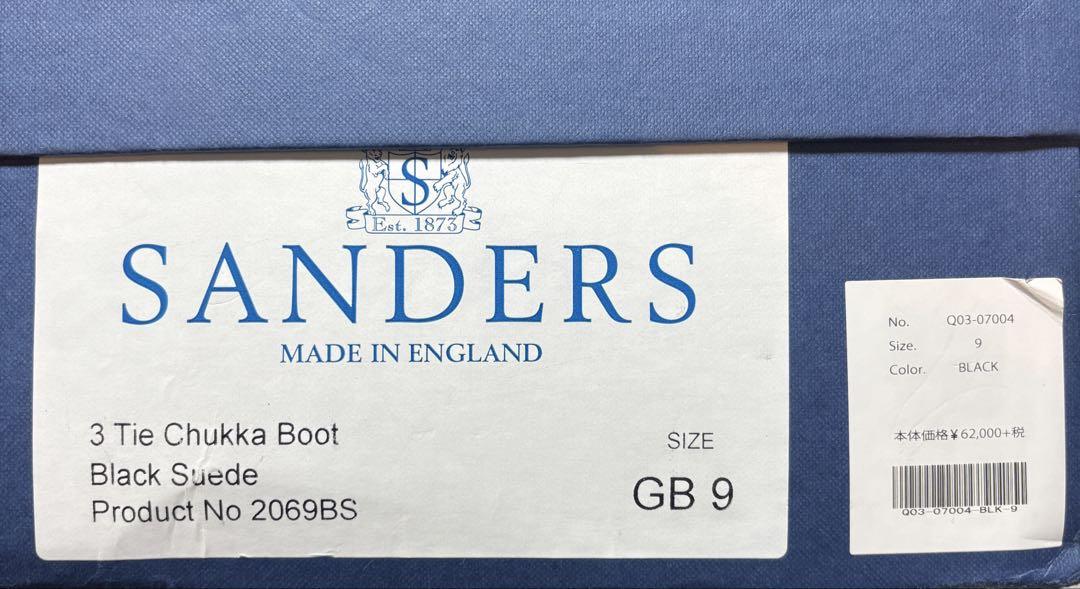 S
Est. 1873
SANDERS
MADE IN ENGLAND
3 Tie Chukka Boot
Black Suede
Product No 2069BS
SIZE
GB 9
No. Q03-07004
Size. 9
Color. BLACK
本体価格¥62,000+税
Q03-07004-BLK-9